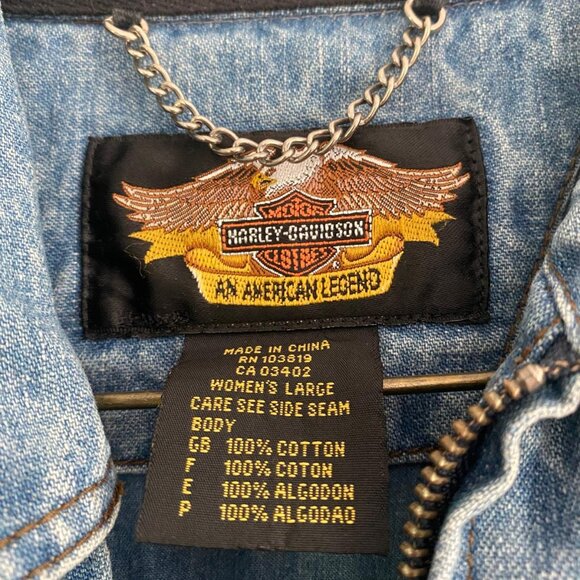 MOTOR
HARLEY-DAVIDSON
CLOTHES
AN AMERICAN LEGEND
MADE IN CHINA
RN 103819
CA 03402
WOMEN'S LARGE
CARE SEE SIDE SEAM
BODY
GB 100% COTTON
F 100% COTON
E 100% ALGODON
P 100% ALGODAO